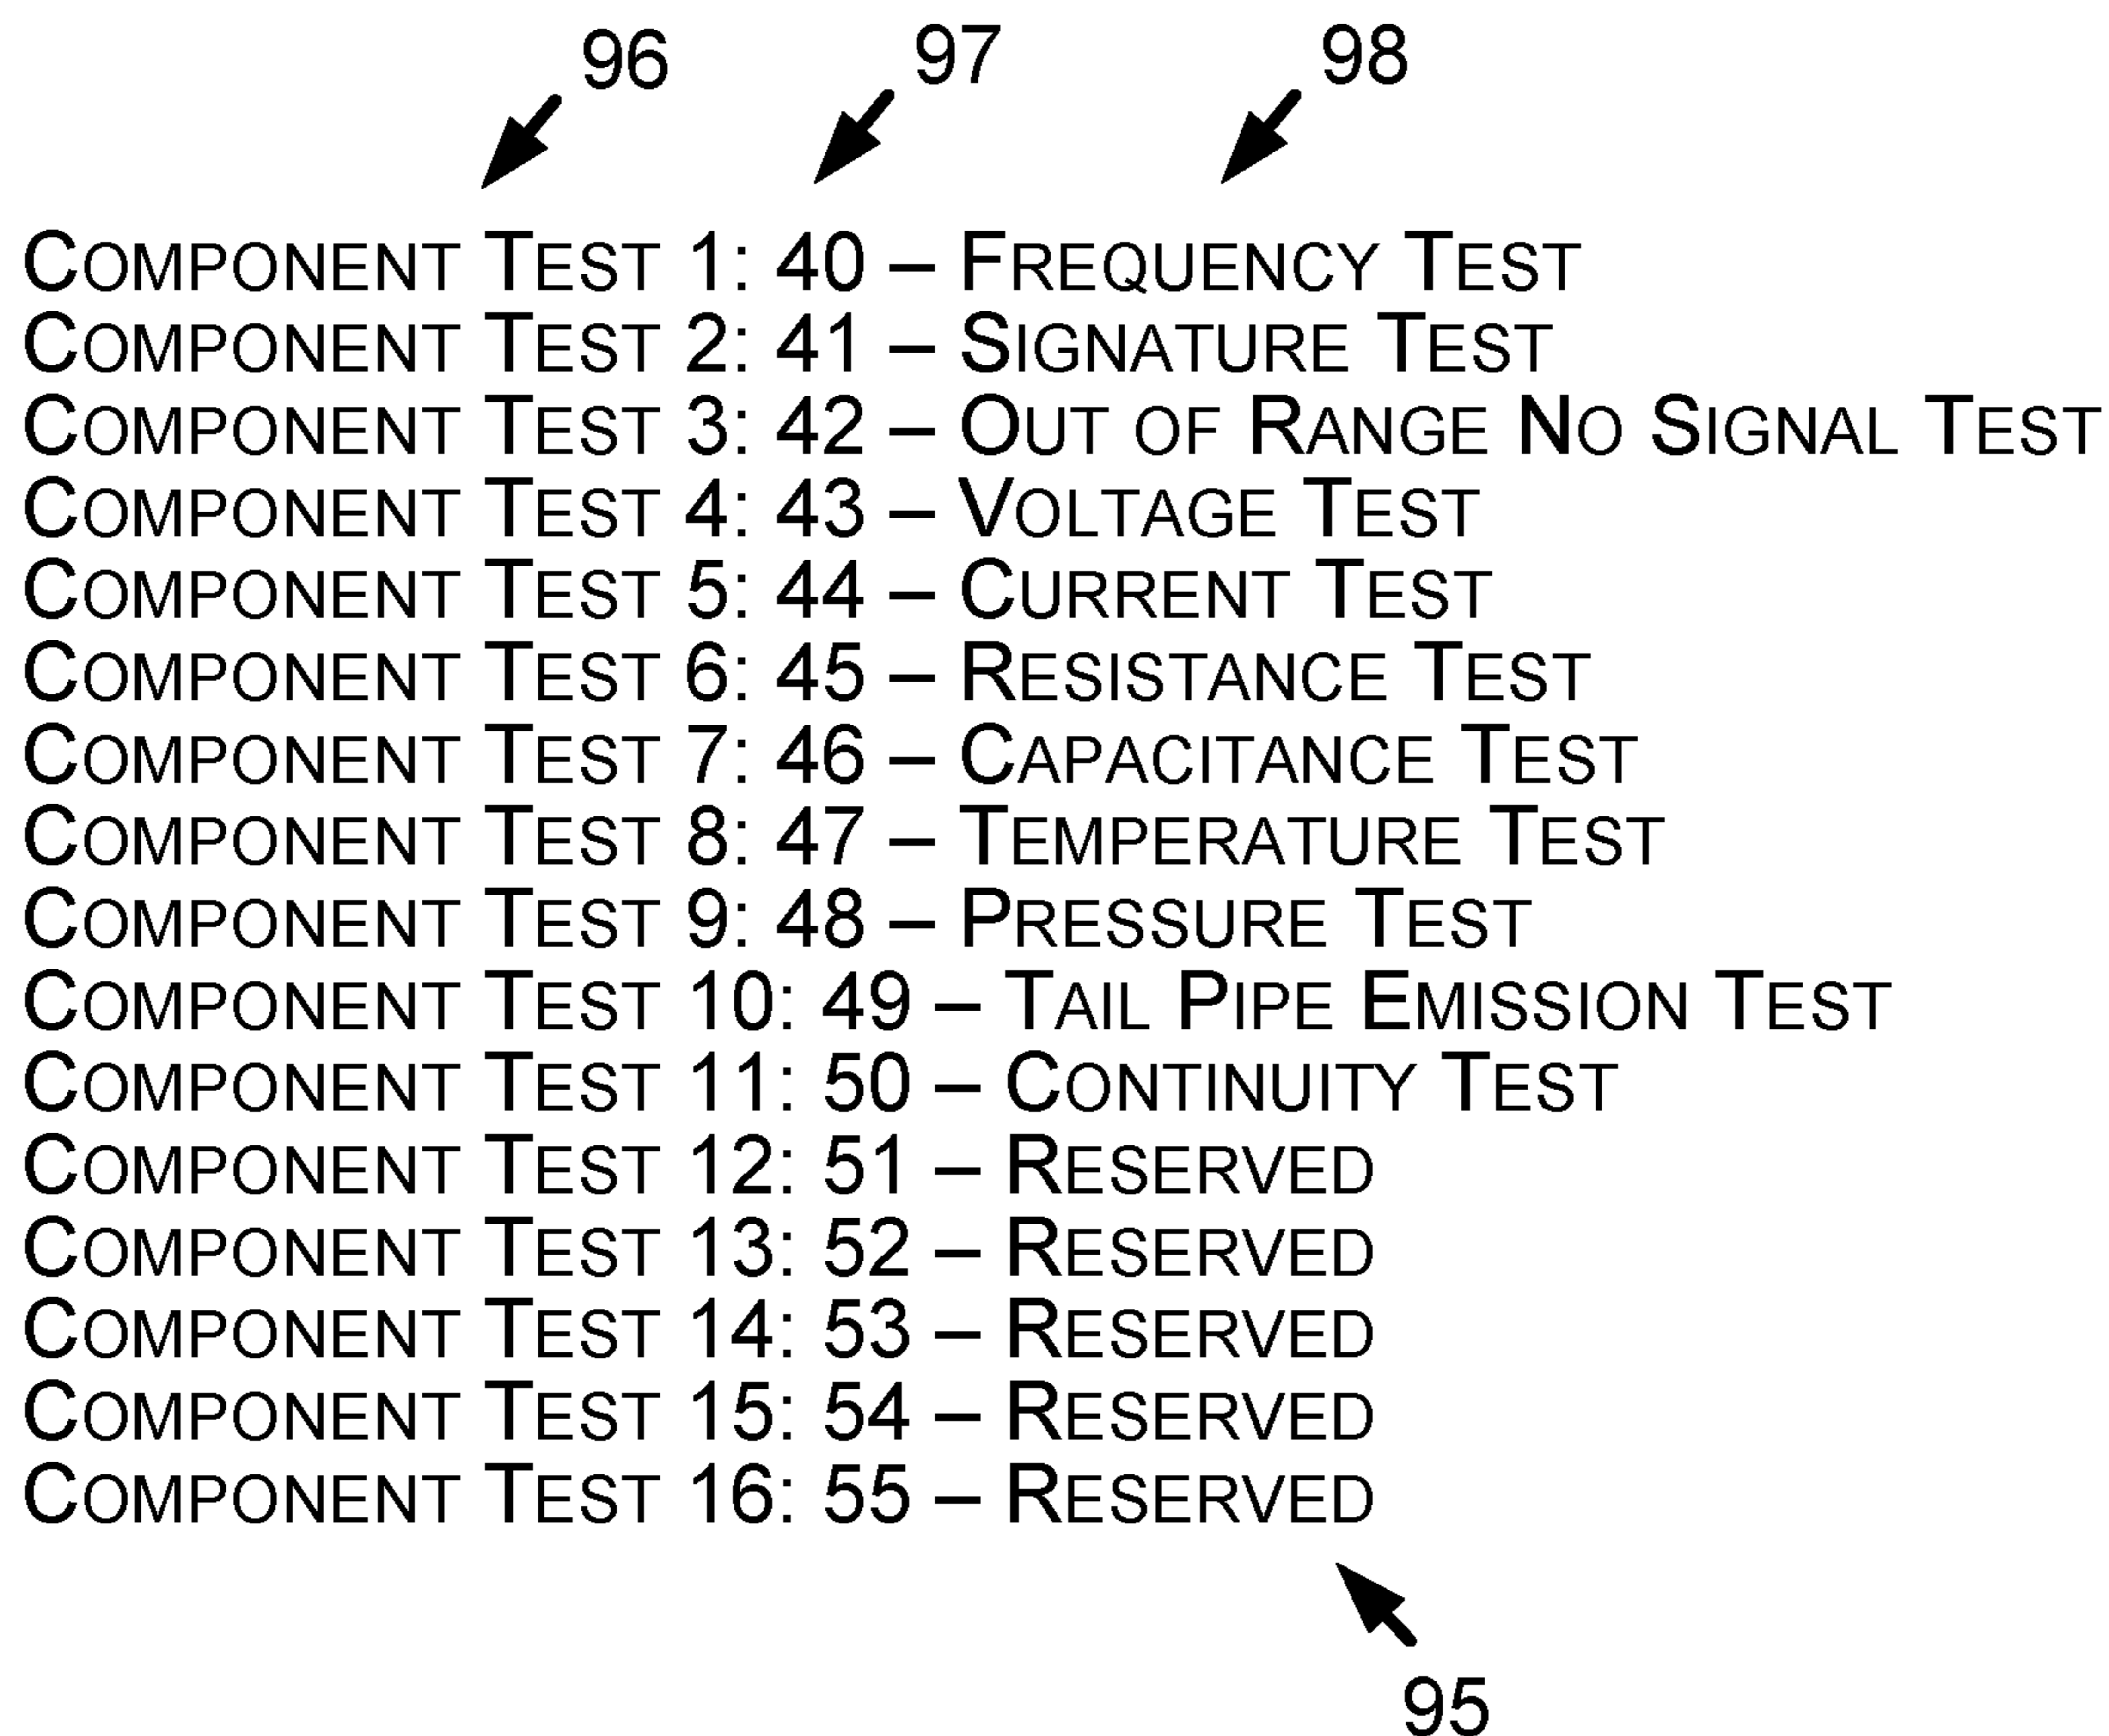 96 97 98
COMPONENT TEST 1: 40 – FREQUENCY TEST
COMPONENT TEST 2: 41 – SIGNATURE TEST
COMPONENT TEST 3: 42 – OUT OF RANGE NO SIGNAL TEST
COMPONENT TEST 4: 43 – VOLTAGE TEST
COMPONENT TEST 5: 44 – CURRENT TEST
COMPONENT TEST 6: 45 – RESISTANCE TEST
COMPONENT TEST 7: 46 – CAPACITANCE TEST
COMPONENT TEST 8: 47 – TEMPERATURE TEST
COMPONENT TEST 9: 48 – PRESSURE TEST
COMPONENT TEST 10: 49 – TAIL PIPE EMISSION TEST
COMPONENT TEST 11: 50 – CONTINUITY TEST
COMPONENT TEST 12: 51 – RESERVED
COMPONENT TEST 13: 52 – RESERVED
COMPONENT TEST 14: 53 – RESERVED
COMPONENT TEST 15: 54 – RESERVED
COMPONENT TEST 16: 55 – RESERVED
95